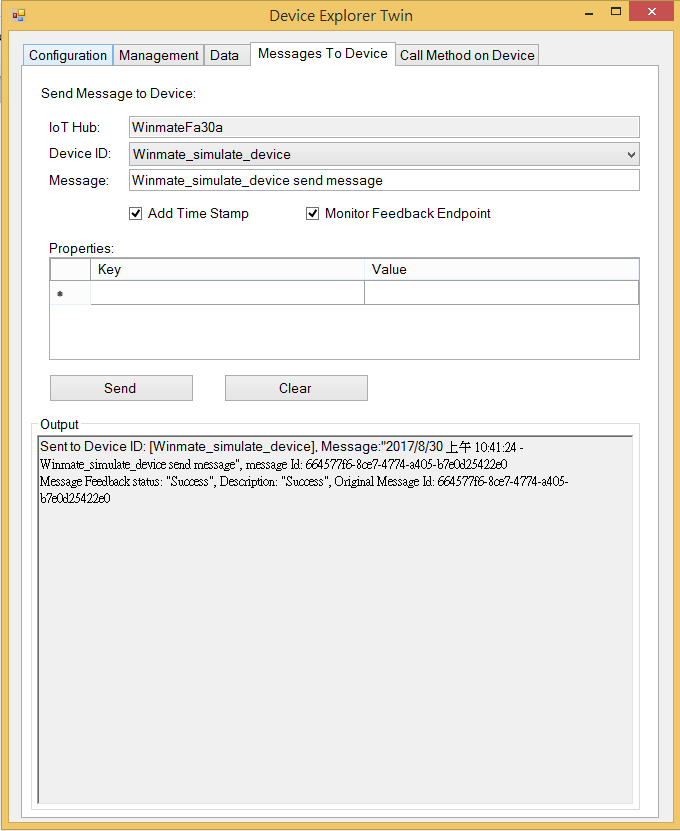 Device Explorer Twin
Configuration Management Data Messages To Device Call Method on Device
Send Message to Device:
IoT Hub: WinmateFa30a
Device ID: Winmate_simulate_device
Message: Winmate_simulate_device send message
Add Time Stamp Monitor Feedback Endpoint
Properties:
Key Value
*
Send Clear
Output
Sent to Device ID: [Winmate_simulate_device], Message:"2017/8/30 上午 10:41:24 -
Winmate_simulate_device send message", message Id: 664577f6-8ce7-4774-a405-b7e0d25422e0
Message Feedback status: "Success", Description: "Success", Original Message Id: 664577f6-8ce7-4774-a405-
b7e0d25422e0